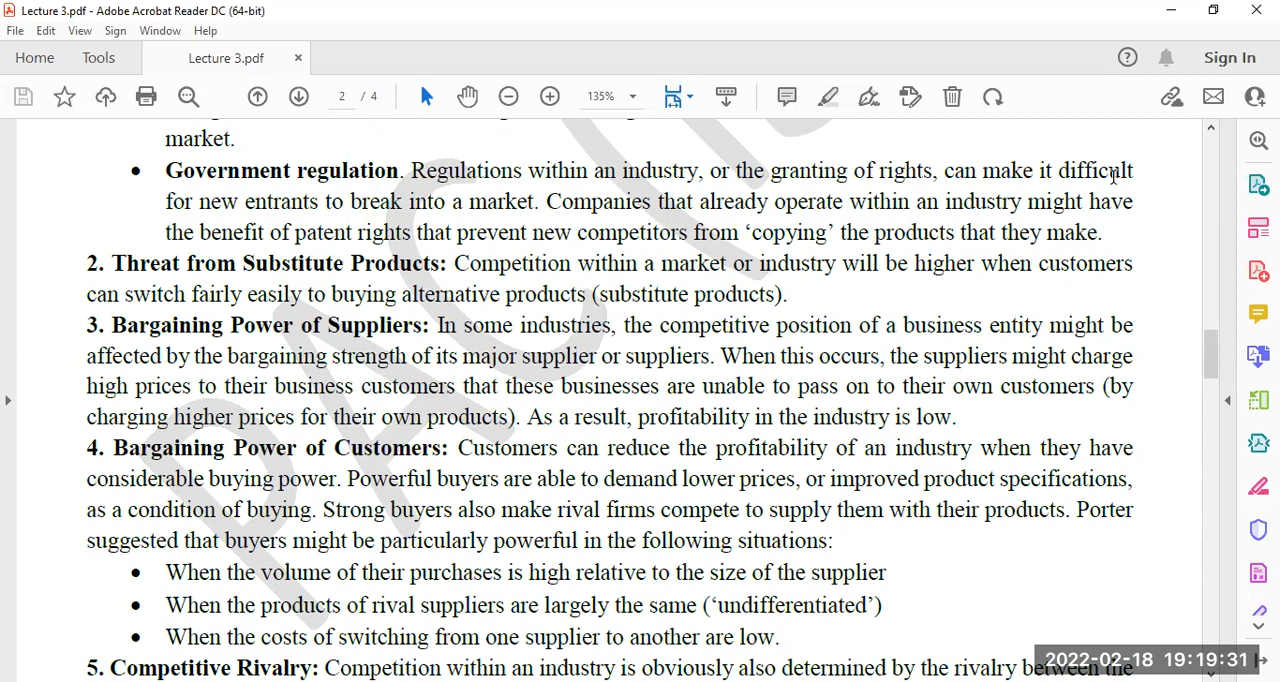 Lecture 3.pdf - Adobe Acrobat Reader DC (64-bit)
File Edit View Sign Window Help
Home Tools Lecture 3.pdf × Sign In
2 / 4 135%
market.
• Government regulation. Regulations within an industry, or the granting of rights, can make it difficult
for new entrants to break into a market. Companies that already operate within an industry might have
the benefit of patent rights that prevent new competitors from ‘copying’ the products that they make.
2. Threat from Substitute Products: Competition within a market or industry will be higher when customers
can switch fairly easily to buying alternative products (substitute products).
3. Bargaining Power of Suppliers: In some industries, the competitive position of a business entity might be
affected by the bargaining strength of its major supplier or suppliers. When this occurs, the suppliers might charge
high prices to their business customers that these businesses are unable to pass on to their own customers (by
charging higher prices for their own products). As a result, profitability in the industry is low.
4. Bargaining Power of Customers: Customers can reduce the profitability of an industry when they have
considerable buying power. Powerful buyers are able to demand lower prices, or improved product specifications,
as a condition of buying. Strong buyers also make rival firms compete to supply them with their products. Porter
suggested that buyers might be particularly powerful in the following situations:
• When the volume of their purchases is high relative to the size of the supplier
• When the products of rival suppliers are largely the same (‘undifferentiated’)
• When the costs of switching from one supplier to another are low.
5. Competitive Rivalry: Competition within an industry is obviously also determined by the rivalry between the
2022-02-18 19:19:31